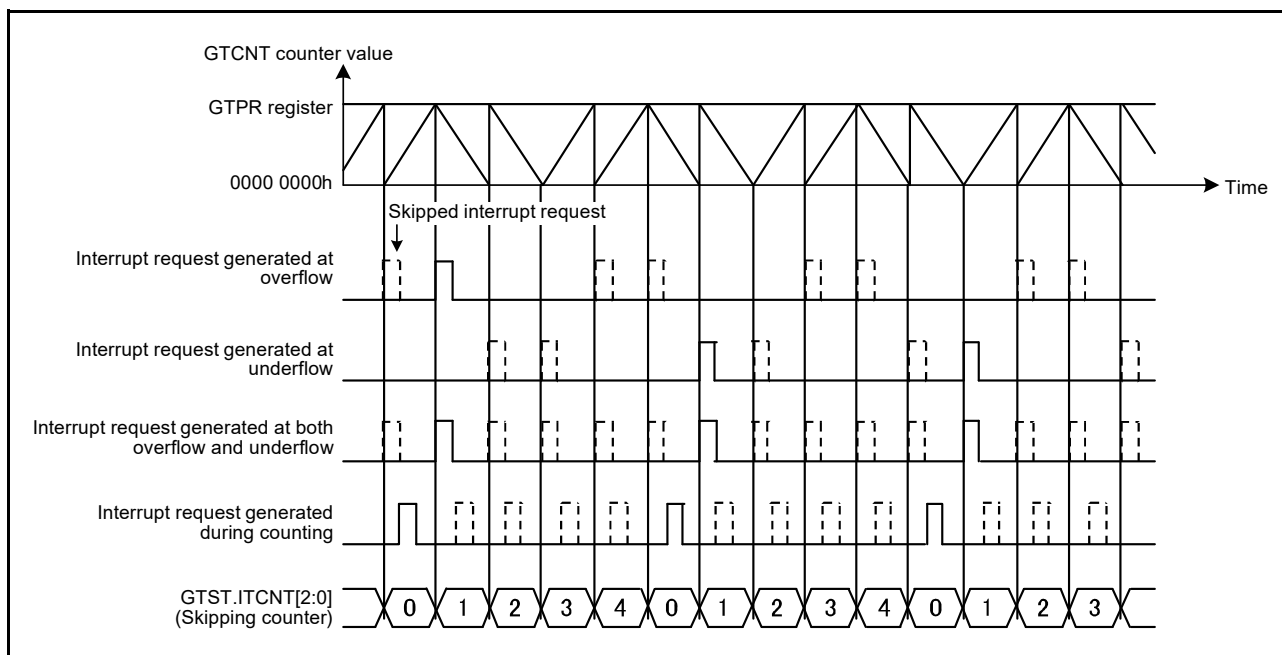 GTCNT counter value
GTPR register
0000 0000h
Time
Skipped interrupt request
Interrupt request generated at
overflow
Interrupt request generated at
underflow
Interrupt request generated at both
overflow and underflow
Interrupt request generated
during counting
GTST.ITCNT[2:0]
(Skipping counter)
0 1 2 3 4 0 1 2 3 4 0 1 2 3